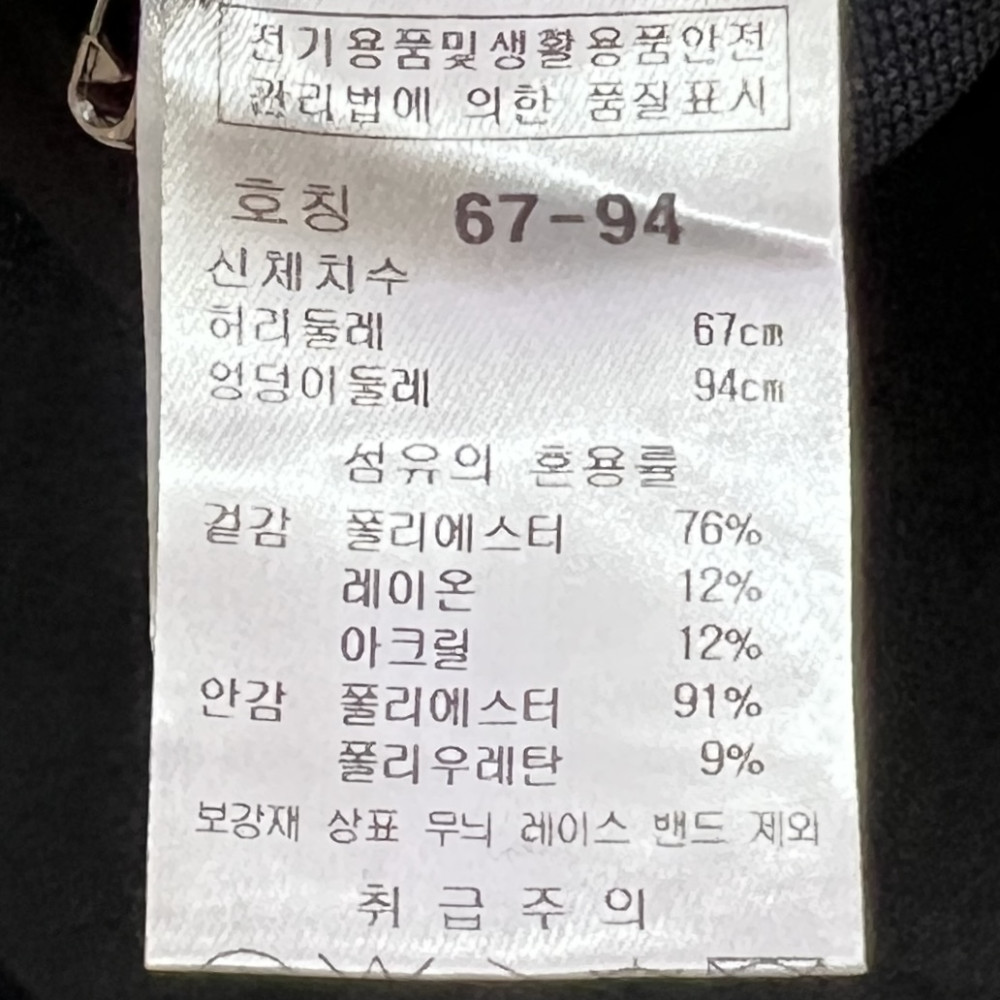 전기용품및생활용품안전
관리법에 의한 품질표시
호칭 67-94
신체치수
허리둘레 67cm
엉덩이둘레 94cm
섬유의 혼용률
겉감 폴리에스터 76%
레이온 12%
아크릴 12%
안감 폴리에스터 91%
폴리우레탄 9%
보강재 상표 무늬 레이스 밴드 제외
취급주의